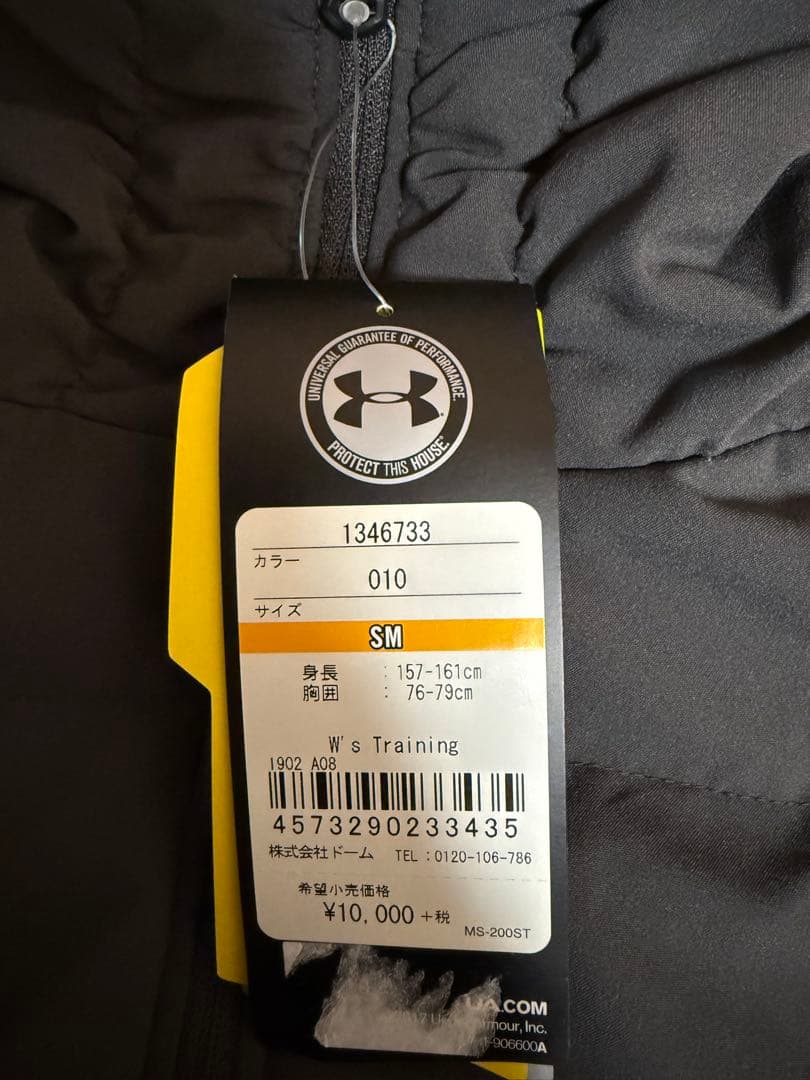 UNIVERSAL GUARANTEE OF PERFORMANCE.
PROTECT THIS HOUSE.
1346733
カラー
010
サイズ
SM
身長 : 157-161cm
胸囲 : 76-79cm
W's Training
1902 A08
4573290233435
株式会社ドーム TEL:0120-106-786
希望小売価格
¥10,000+税
MS-200ST
UA.COM
Inc.
906600A